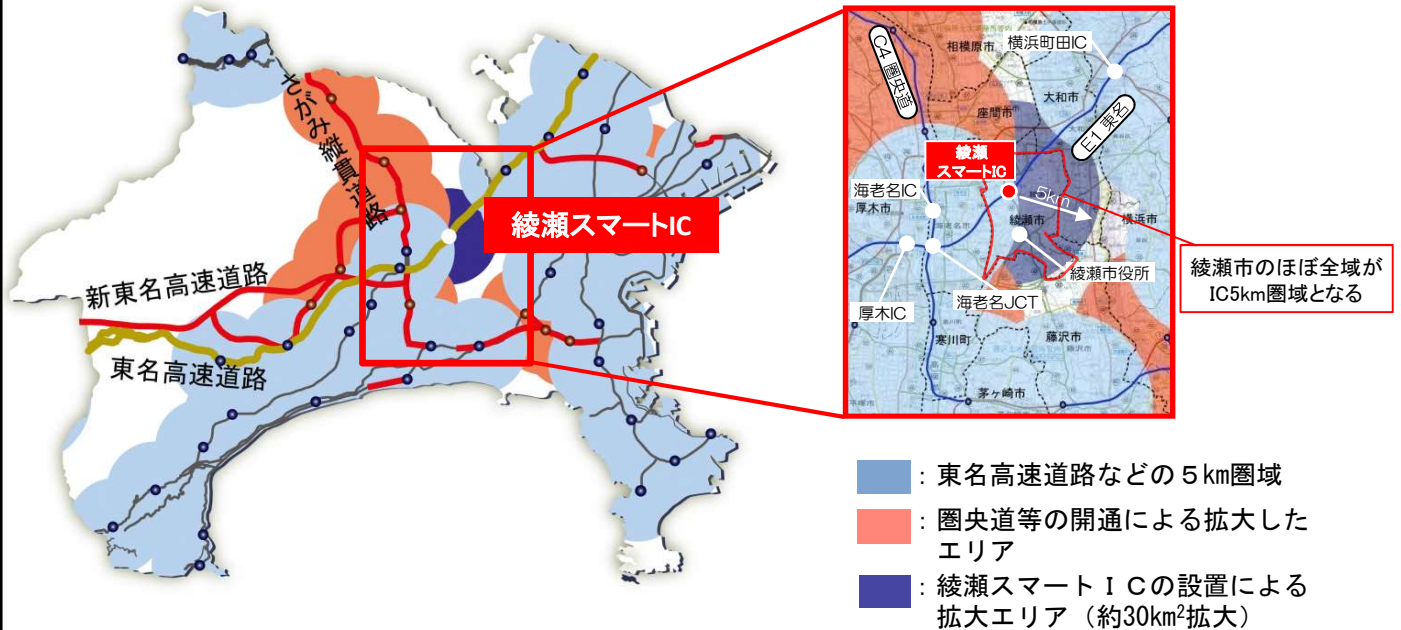 さがみ縦貫道路
綾瀬スマートIC
新東名高速道路
東名高速道路
C4 圏央道
相模原市
横浜町田IC
大和市
座間市
E1 東名
綾瀬
スマートIC
海老名IC
厚木市
5km
海老名市
綾瀬市
横浜市
綾瀬市役所
海老名JCT
厚木IC
寒川町
藤沢市
藤沢市
茅ヶ崎市
綾瀬市のほぼ全域が
IC5km圏域となる
:東名高速道路などの5km圏域
:圏央道等の開通による拡大した
エリア
:綾瀬スマートICの設置による
拡大エリア(約30km²拡大)